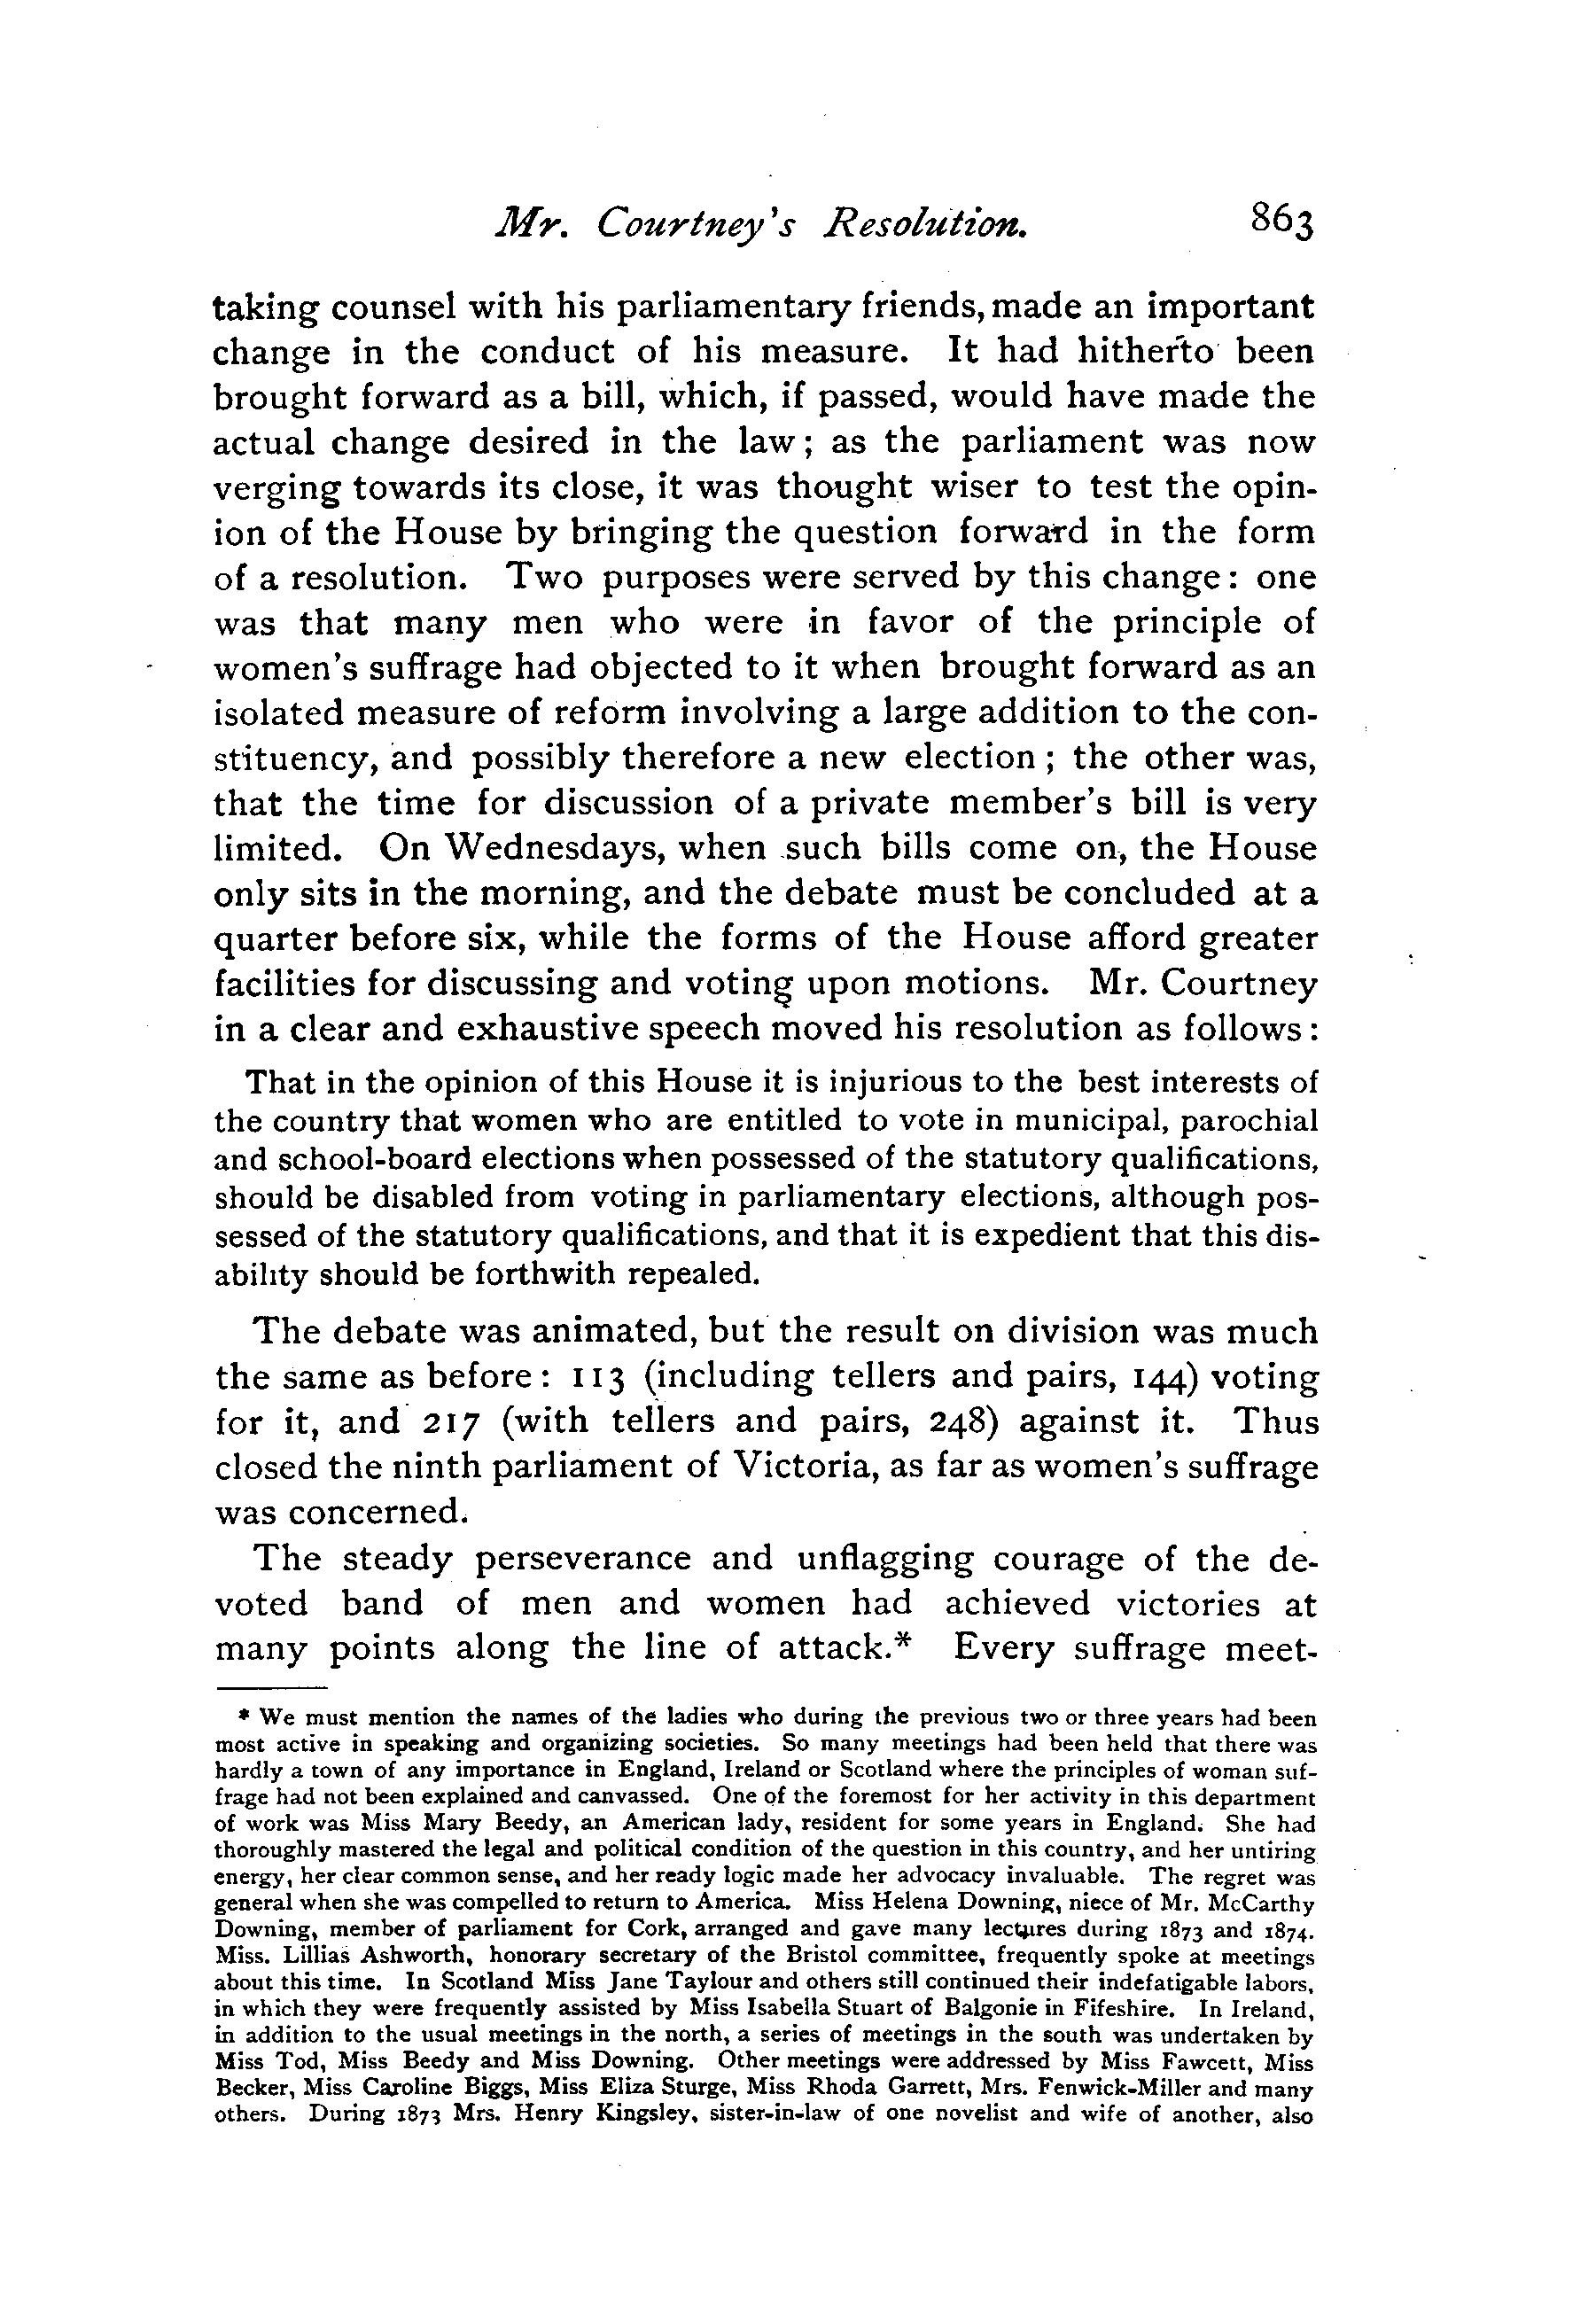 Mr. Courtney's Resolution. 863
taking counsel with his parliamentary friends, made an important
change in the conduct of his measure. It had hitherto been
brought forward as a bill, which, if passed, would have made the
actual change desired in the law; as the parliament was now
verging towards its close, it was thought wiser to test the opin-
ion of the House by bringing the question forward in the form
of a resolution. Two purposes were served by this change: one
was that many men who were in favor of the principle of
women's suffrage had objected to it when brought forward as an
isolated measure of reform involving a large addition to the con-
stituency, and possibly therefore a new election; the other was,
that the time for discussion of a private member's bill is very
limited. On Wednesdays, when such bills come on, the House
only sits in the morning, and the debate must be concluded at a
quarter before six, while the forms of the House afford greater
facilities for discussing and voting upon motions. Mr. Courtney
in a clear and exhaustive speech moved his resolution as follows:
That in the opinion of this House it is injurious to the best interests of
the country that women who are entitled to vote in municipal, parochial
and school-board elections when possessed of the statutory qualifications,
should be disabled from voting in parliamentary elections, although pos-
sessed of the statutory qualifications, and that it is expedient that this dis-
ability should be forthwith repealed.
The debate was animated, but the result on division was much
the same as before: 113 (including tellers and pairs, 144) voting
for it, and 217 (with tellers and pairs, 248) against it. Thus
closed the ninth parliament of Victoria, as far as women's suffrage
was concerned.
The steady perseverance and unflagging courage of the de-
voted band of men and women had achieved victories at
many points along the line of attack.* Every suffrage meet-
* We must mention the names of the ladies who during the previous two or three years had been
most active in speaking and organizing societies. So many meetings had been held that there was
hardly a town of any importance in England, Ireland or Scotland where the principles of woman suf-
frage had not been explained and canvassed. One of the foremost for her activity in this department
of work was Miss Mary Beedy, an American lady, resident for some years in England. She had
thoroughly mastered the legal and political condition of the question in this country, and her untiring
energy, her clear common sense, and her ready logic made her advocacy invaluable. The regret was
general when she was compelled to return to America. Miss Helena Downing, niece of Mr. McCarthy
Downing, member of parliament for Cork, arranged and gave many lectures during 1873 and 1874.
Miss. Lillias Ashworth, honorary secretary of the Bristol committee, frequently spoke at meetings
about this time. In Scotland Miss Jane Taylour and others still continued their indefatigable labors,
in which they were frequently assisted by Miss Isabella Stuart of Balgonie in Fifeshire. In Ireland,
in addition to the usual meetings in the north, a series of meetings in the south was undertaken by
Miss Tod, Miss Beedy and Miss Downing. Other meetings were addressed by Miss Fawcett, Miss
Becker, Miss Caroline Biggs, Miss Eliza Sturge, Miss Rhoda Garrett, Mrs. Fenwick-Miller and many
others. During 1873 Mrs. Henry Kingsley, sister-in-law of one novelist and wife of another, also